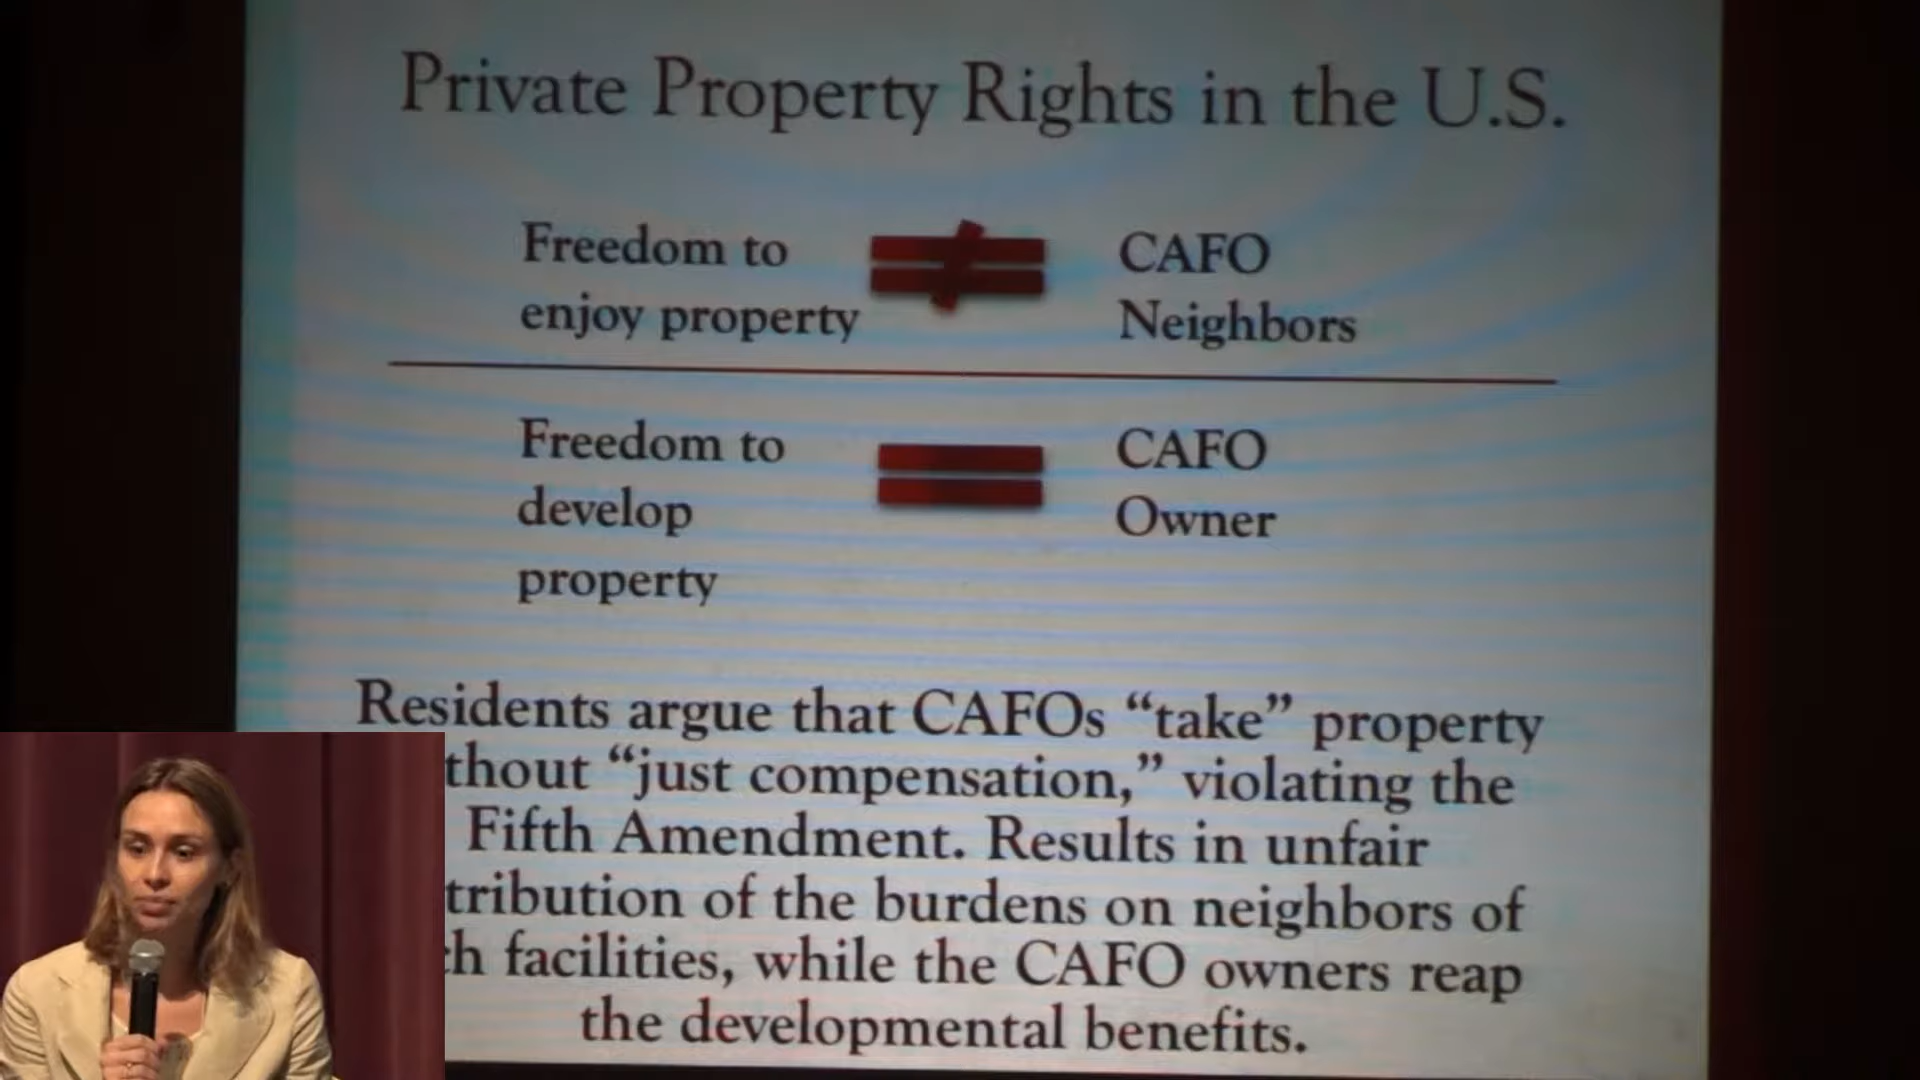 Private Property Rights in the U.S.
Freedom to
enjoy property
≠
CAFO
Neighbors
Freedom to
develop
property
=
CAFO
Owner
Residents argue that CAFOs “take” property
thout “just compensation,” violating the
Fifth Amendment. Results in unfair
tribution of the burdens on neighbors of
h facilities, while the CAFO owners reap
the developmental benefits.